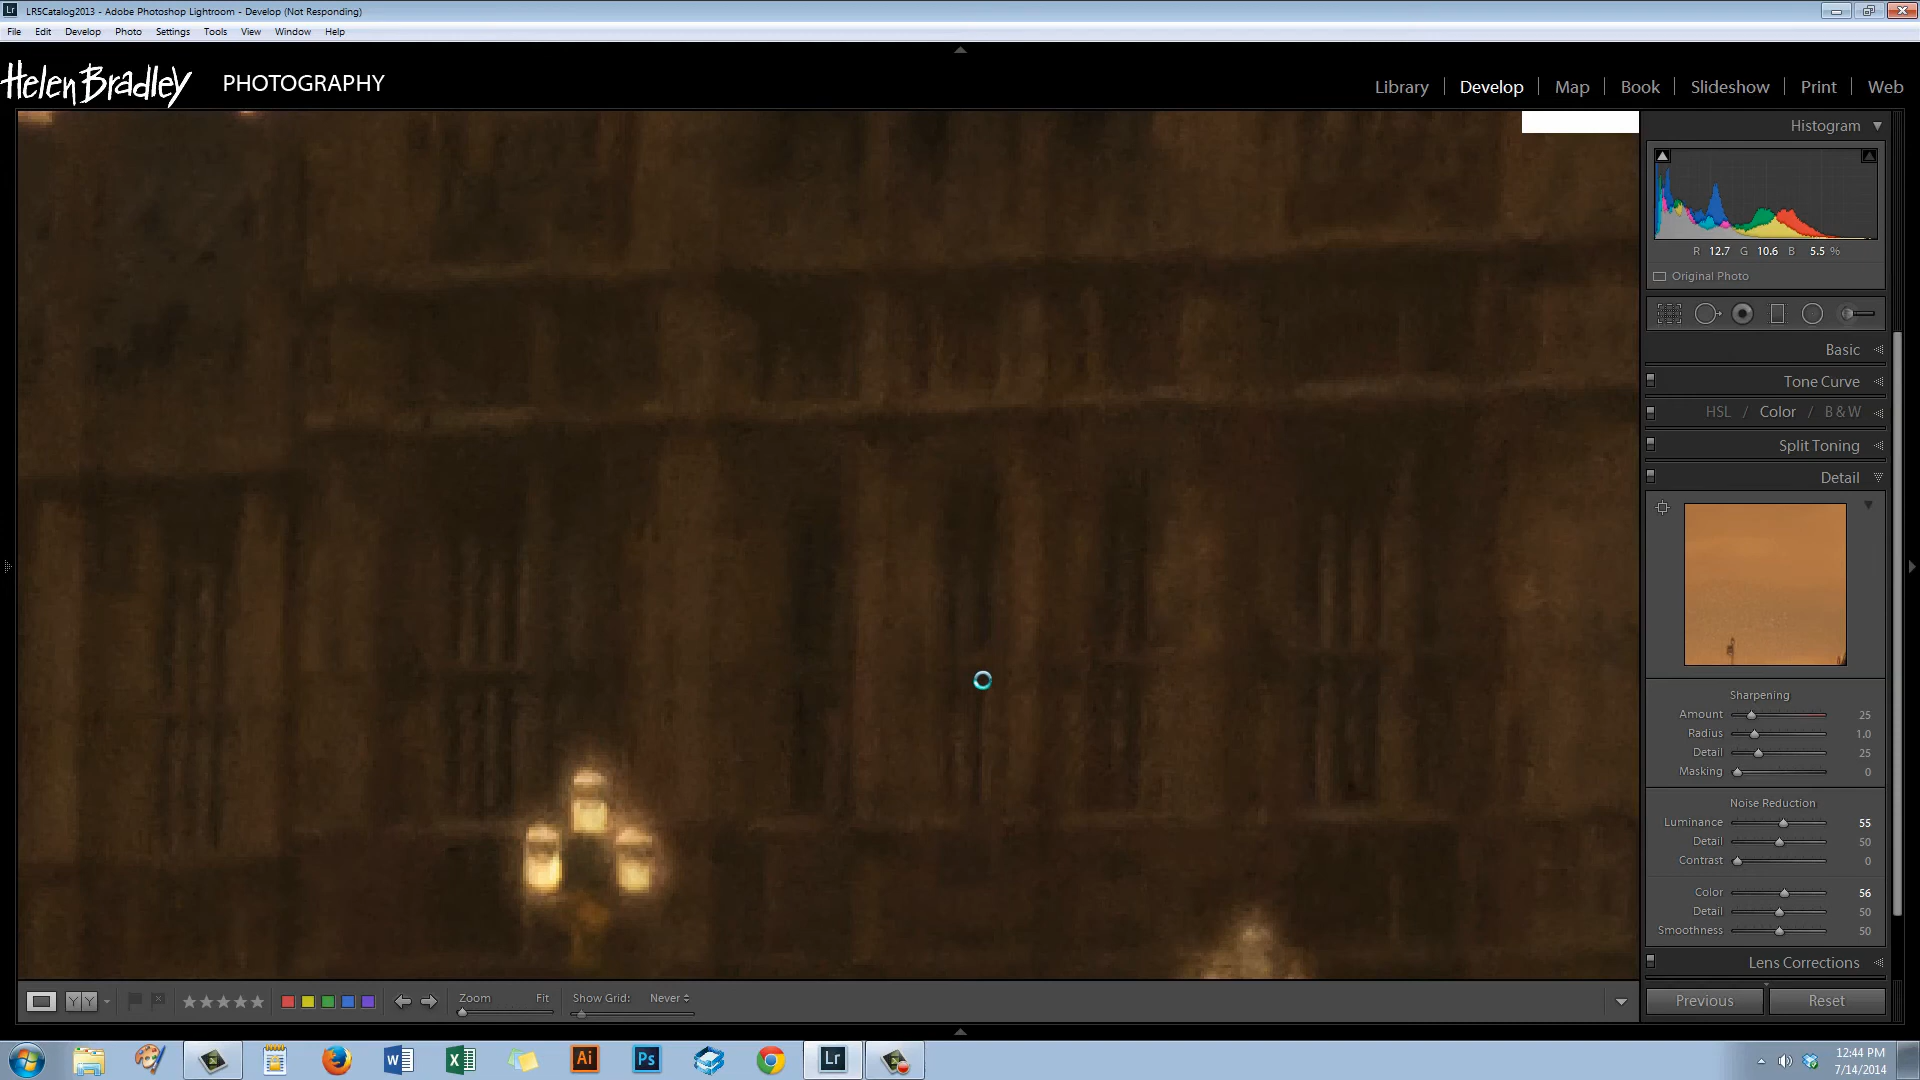 LR5Catalog2013 - Adobe Photoshop Lightroom - Develop (Not Responding)
File Edit Develop Photo Settings Tools View Window Help
Helen Bradley PHOTOGRAPHY
Library Develop Map Book Slideshow Print Web
Histogram
R 12.7 G 10.6 B 5.5 %
Original Photo
Basic
Tone Curve
HSL / Color / B & W
Split Toning
Detail
Sharpening
Amount 25
Radius 1.0
Detail 25
Masking 0
Noise Reduction
Luminance 55
Detail 50
Contrast 0
Color 56
Detail 50
Smoothness 50
Lens Corrections
Previous Reset
YY Zoom Fit Show Grid: Never
W X Ai Ps Lr
12:44 PM
7/14/2014